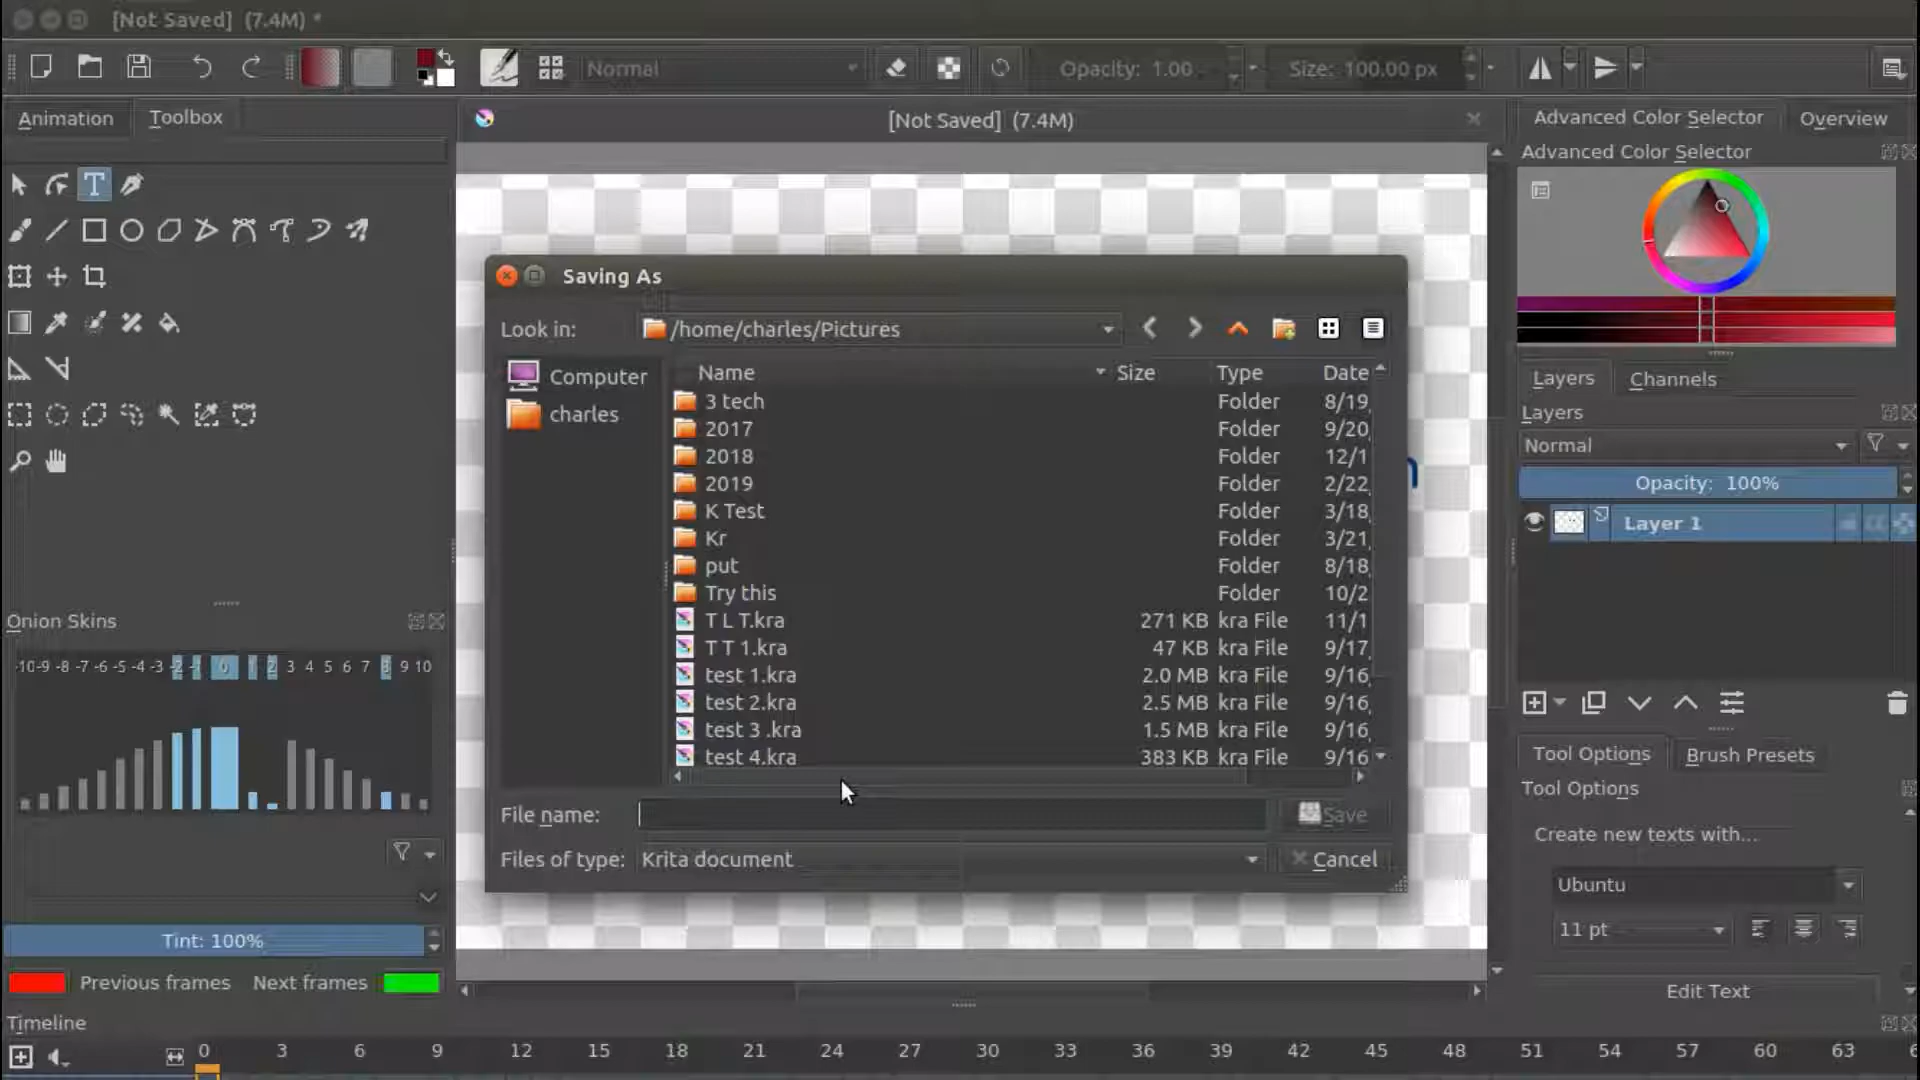 [Not Saved]  (7.4M) *
Normal
Opacity: 1.00
Size: 100.00 px
Animation
Toolbox
[Not Saved]  (7.4M)
Advanced Color Selector
Overview
Advanced Color Selector
Saving As
Look in:
/home/charles/Pictures
Computer
charles
Name
Size
Type
Date
3 tech Folder 8/19
2017 Folder 9/20
2018 Folder 12/1
2019 Folder 2/22
K Test Folder 3/18
Kr Folder 3/21
put Folder 8/18
Try this Folder 10/2
T L T.kra 271 KB kra File 11/1
T T 1.kra 47 KB kra File 9/17
test 1.kra 2.0 MB kra File 9/16
test 2.kra 2.5 MB kra File 9/16
test 3 .kra 1.5 MB kra File 9/16
test 4.kra 383 KB kra File 9/16
File name:
Save
Files of type:
Krita document
Cancel
Layers
Channels
Layers
Normal
Opacity: 100%
Layer 1
Tool Options
Brush Presets
Tool Options
Create new texts with...
Ubuntu
11 pt
Edit Text
Onion Skins
-10 -9 -8 -7 -6 -5 -4 -3 -2 -1 0 1 2 3 4 5 6 7 8 9 10
Tint: 100%
Previous frames
Next frames
Timeline
0 3 6 9 12 15 18 21 24 27 30 33 36 39 42 45 48 51 54 57 60 63